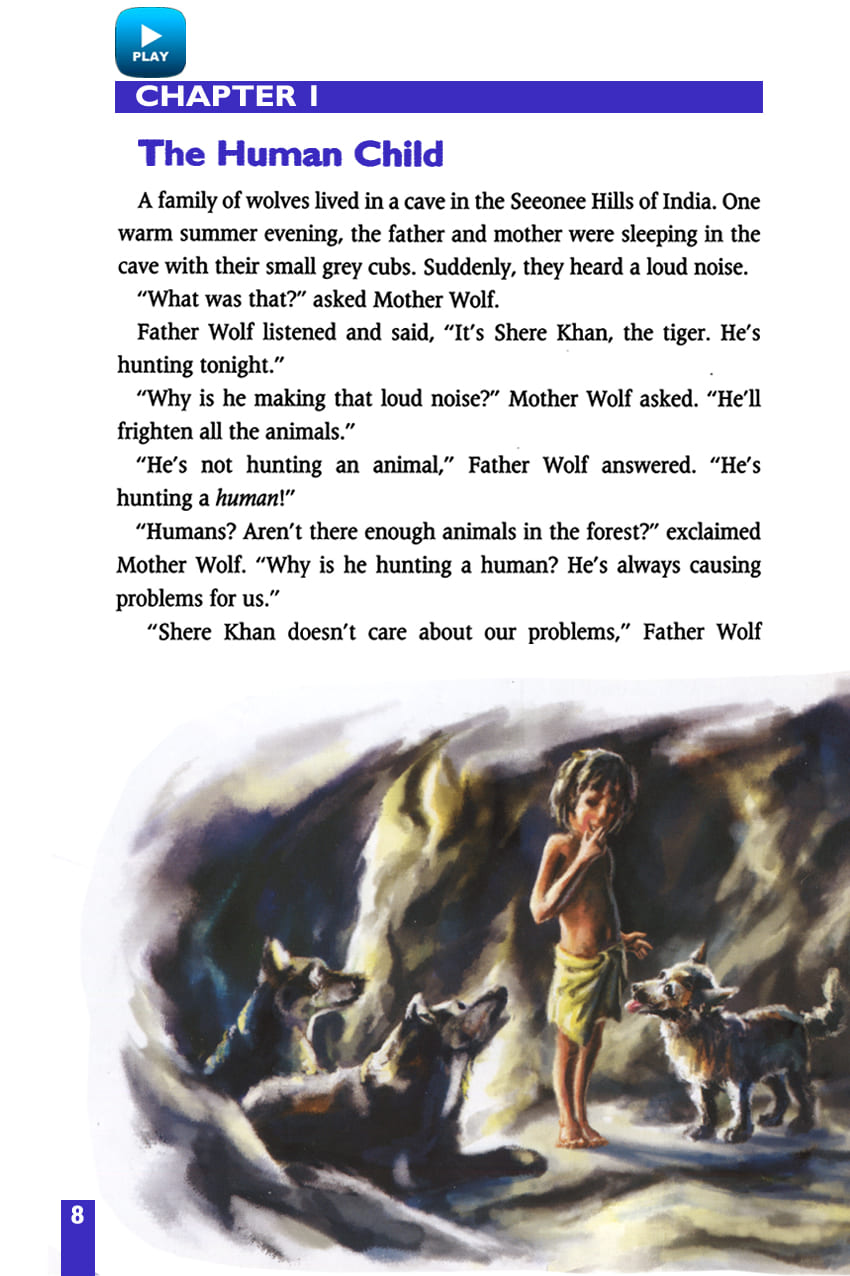 PLAY
CHAPTER 1
The Human Child
A family of wolves lived in a cave in the Seeonee Hills of India. One
warm summer evening, the father and mother were sleeping in the
cave with their small grey cubs. Suddenly, they heard a loud noise.
“What was that?” asked Mother Wolf.
Father Wolf listened and said, “It’s Shere Khan, the tiger. He’s
hunting tonight.”
“Why is he making that loud noise?” Mother Wolf asked. “He’ll
frighten all the animals.”
“He’s not hunting an animal,” Father Wolf answered. “He’s
hunting a human!”
“Humans? Aren’t there enough animals in the forest?” exclaimed
Mother Wolf. “Why is he hunting a human? He’s always causing
problems for us.”
“Shere Khan doesn’t care about our problems,” Father Wolf
8